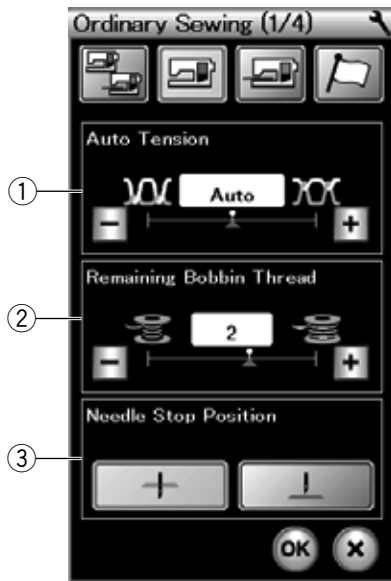 Ordinary Sewing (1/4)
Auto Tension
① Auto
− +
Remaining Bobbin Thread
② 2
− +
Needle Stop Position
③
OK ×